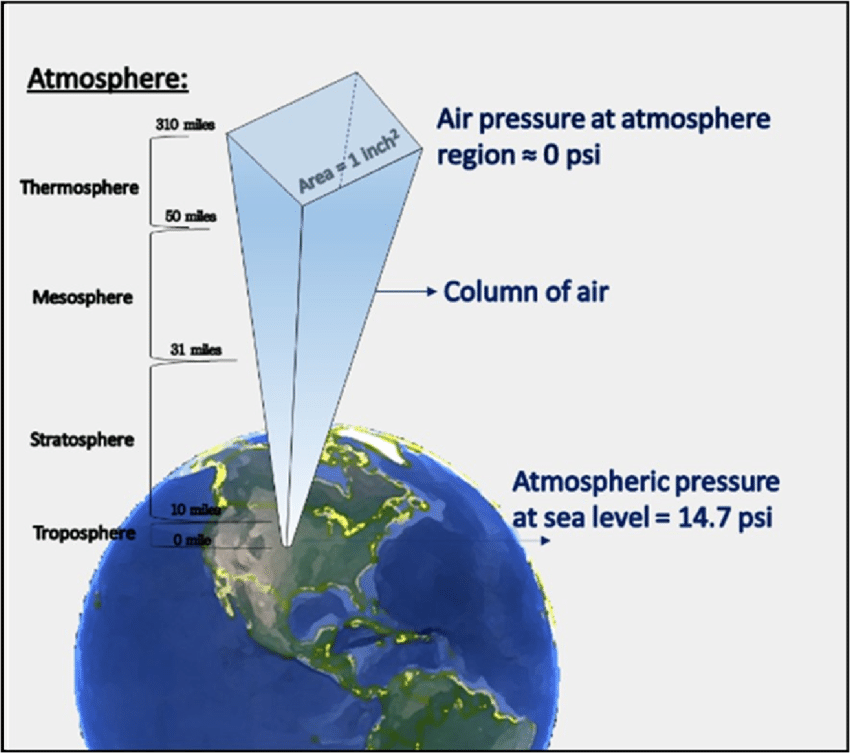 Atmosphere:
310 miles
Thermosphere
50 miles
Mesosphere
31 miles
Stratosphere
10 miles
Troposphere
0 mile
Area = 1 inch²
Air pressure at atmosphere
region ≈ 0 psi
Column of air
Atmospheric pressure
at sea level = 14.7 psi